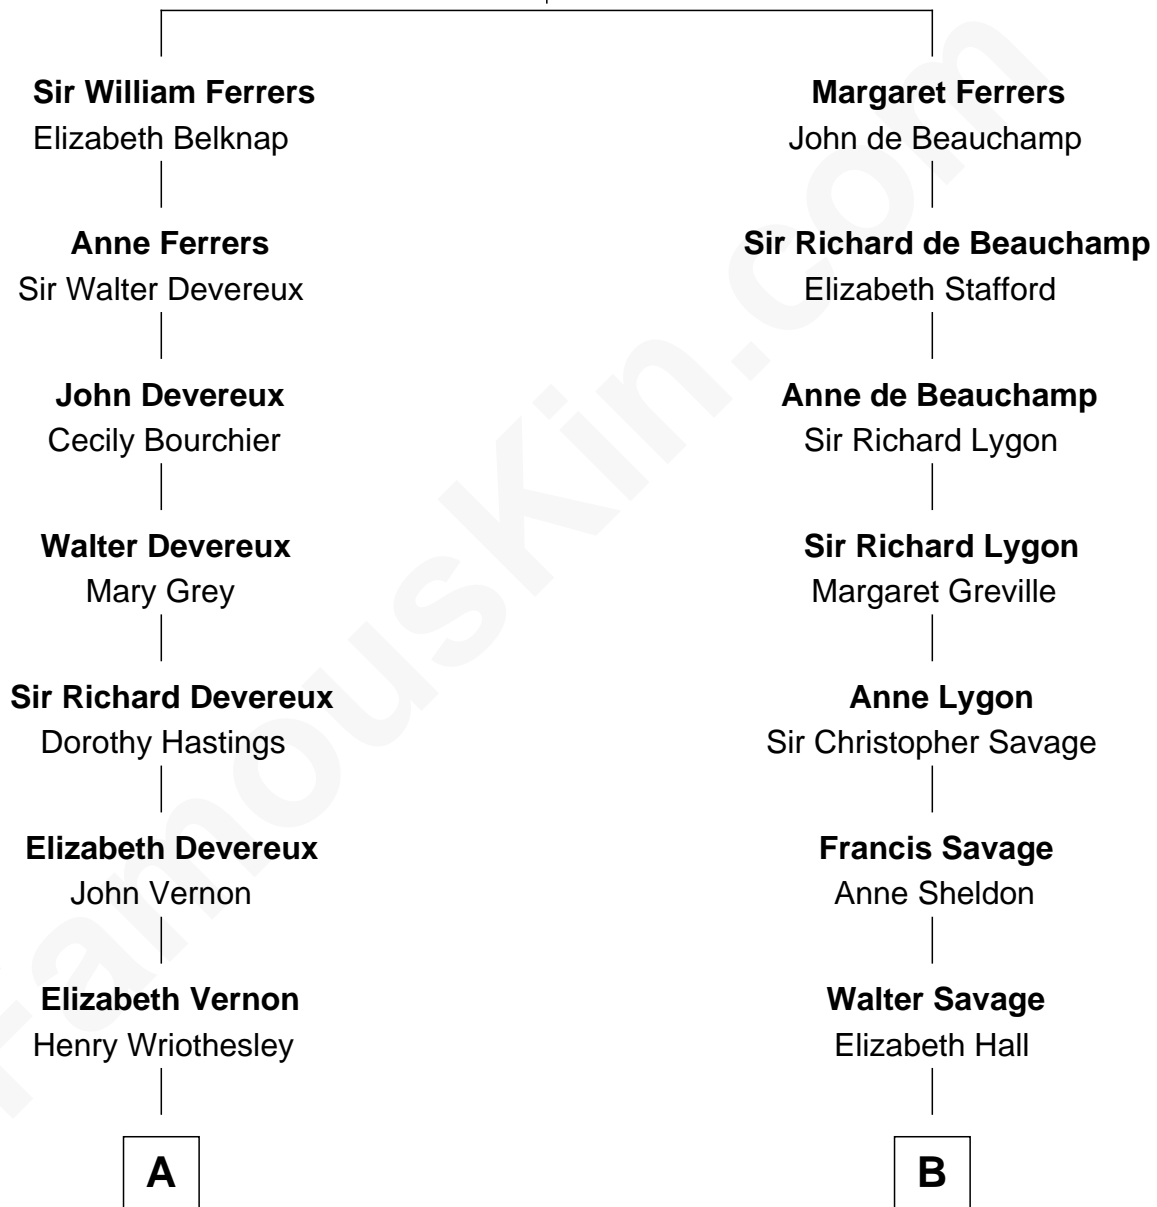 Sir William Ferrers
Elizabeth Belknap
Margaret Ferrers
John de Beauchamp
Anne Ferrers
Sir Walter Devereux
Sir Richard de Beauchamp
Elizabeth Stafford
John Devereux
Cecily Bourchier
Anne de Beauchamp
Sir Richard Lygon
Walter Devereux
Mary Grey
Sir Richard Lygon
Margaret Greville
Sir Richard Devereux
Dorothy Hastings
Anne Lygon
Sir Christopher Savage
Elizabeth Devereux
John Vernon
Francis Savage
Anne Sheldon
Elizabeth Vernon
Henry Wriothesley
Walter Savage
Elizabeth Hall
A
B
FamousKin.com